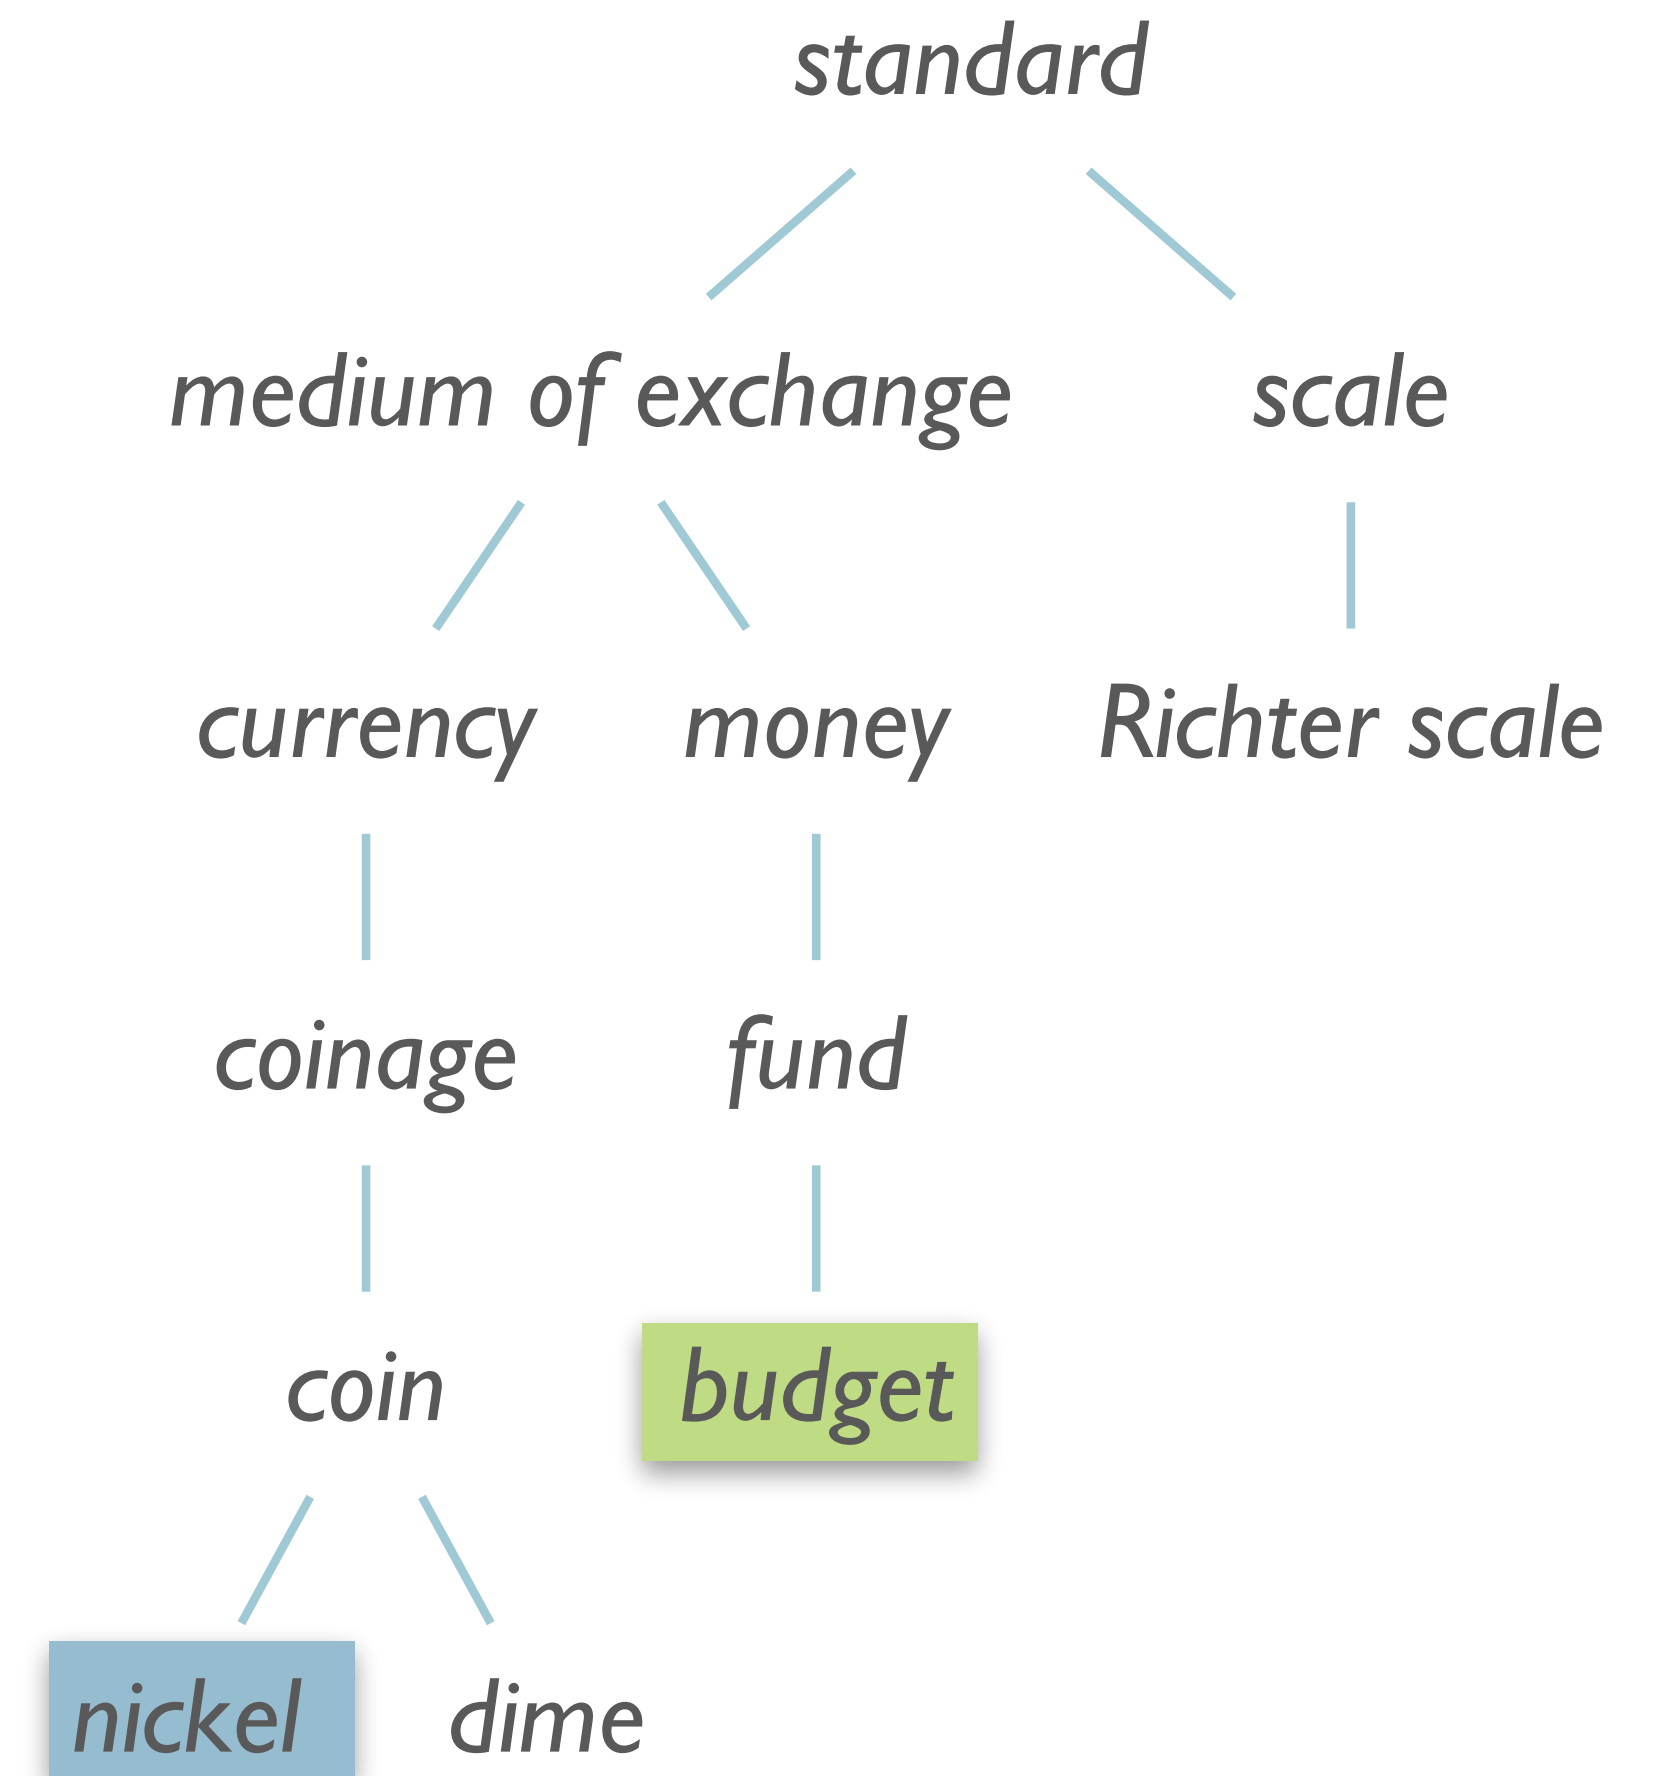 standard
medium of exchange
scale
currency
money
Richter scale
coinage
fund
coin
budget
nickel
dime